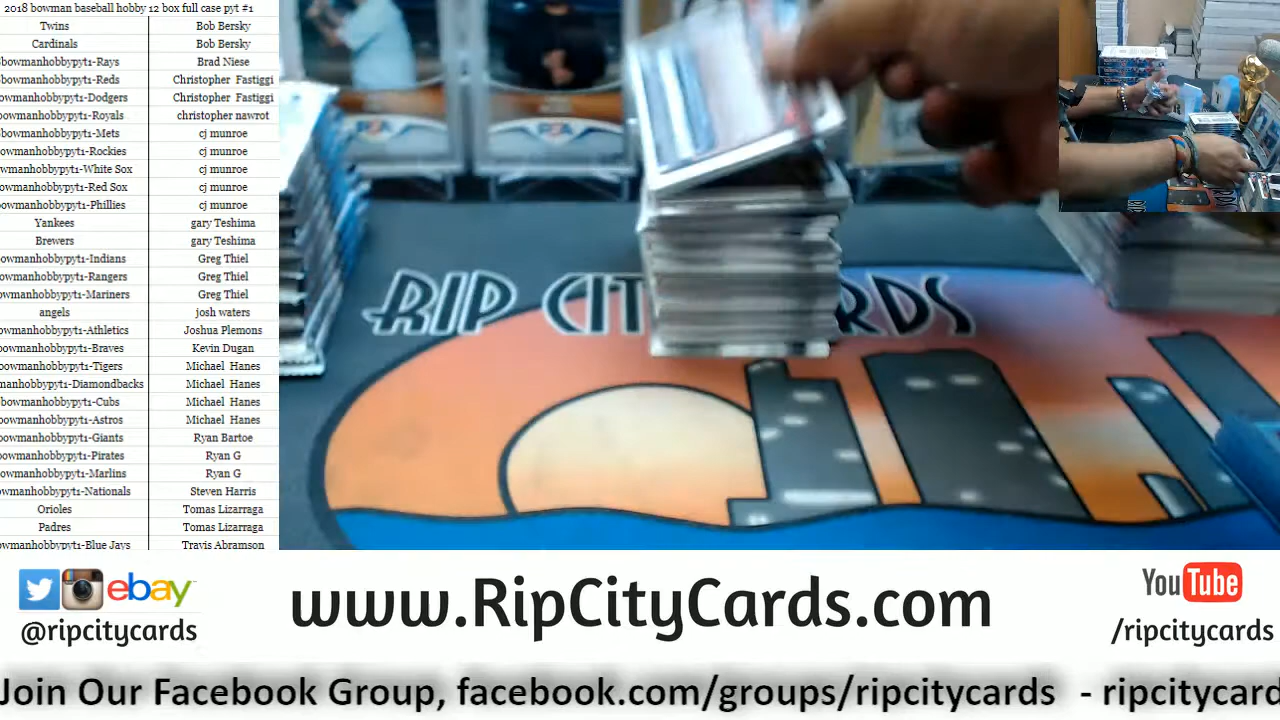 2018 bowman baseball hobby 12 box full case pyt #1
Twins Bob Bersky
Cardinals Bob Bersky
bowmanhobbypyt1-Rays Brad Niese
bowmanhobbypyt1-Reds Christopher Fastiggi
owmanhobbypyt1-Dodgers Christopher Fastiggi
bowmanhobbypyt1-Royals christopher nawrot
bowmanhobbypyt1-Mets cj munroe
owmanhobbypyt1-Rockies cj munroe
wmanhobbypyt1-White Sox cj munroe
wmanhobbypyt1-Red Sox cj munroe
owmanhobbypyt1-Phillies cj munroe
Yankees gary Teshima
Brewers gary Teshima
owmanhobbypyt1-Indians Greg Thiel
owmanhobbypyt1-Rangers Greg Thiel
owmanhobbypyt1-Mariners Greg Thiel
angels josh waters
owmanhobbypyt1-Athletics Joshua Plemons
owmanhobbypyt1-Braves Kevin Dugan
owmanhobbypyt1-Tigers Michael Hanes
manhobbypyt1-Diamondbacks Michael Hanes
bowmanhobbypyt1-Cubs Michael Hanes
owmanhobbypyt1-Astros Michael Hanes
owmanhobbypyt1-Giants Ryan Bartoe
owmanhobbypyt1-Pirates Ryan G
owmanhobbypyt1-Marlins Ryan G
wmanhobbypyt1-Nationals Steven Harris
Orioles Tomas Lizarraga
Padres Tomas Lizarraga
owmanhobbypyt1-Blue Jays Travis Abramson
RIP CIT RDS
ebay
@ripcitycards
www.RipCityCards.com
YouTube
/ripcitycards
Join Our Facebook Group, facebook.com/groups/ripcitycards - ripcitycard